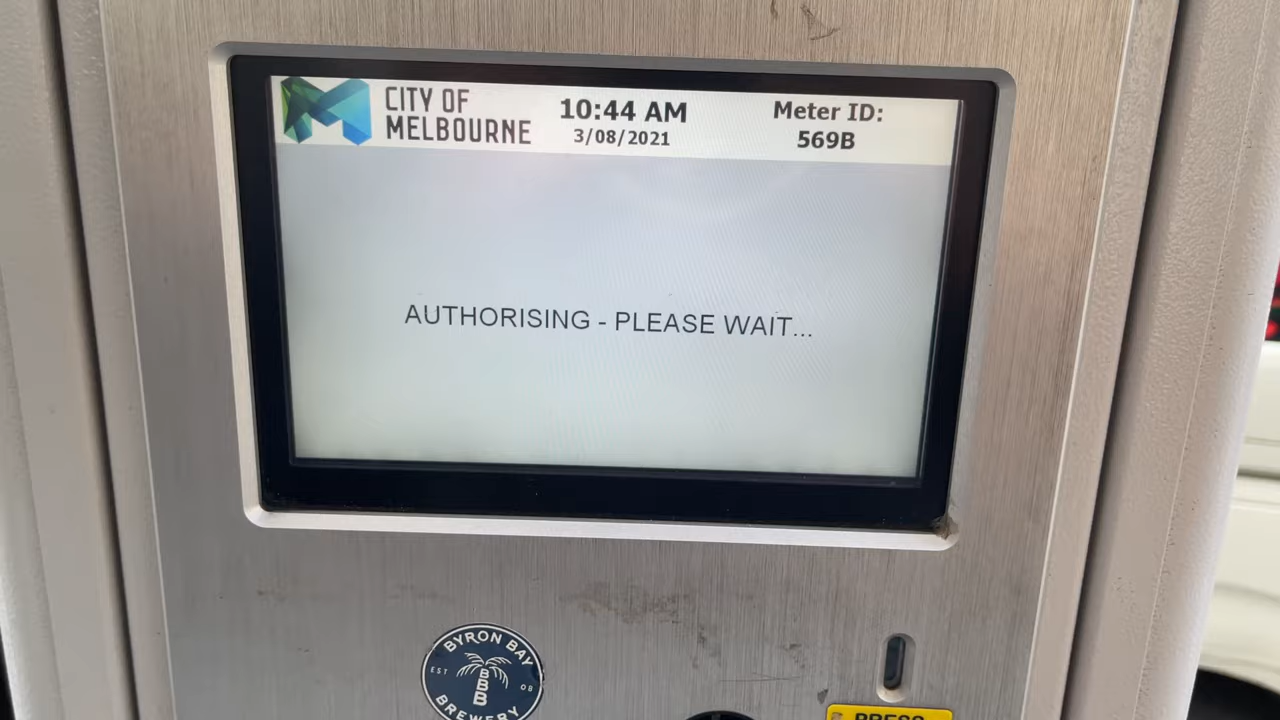 CITY OF
MELBOURNE
10:44 AM
3/08/2021
Meter ID:
569B
AUTHORISING - PLEASE WAIT...
BYRON BAY
EST
08
BBB
BREWERY
PRESS